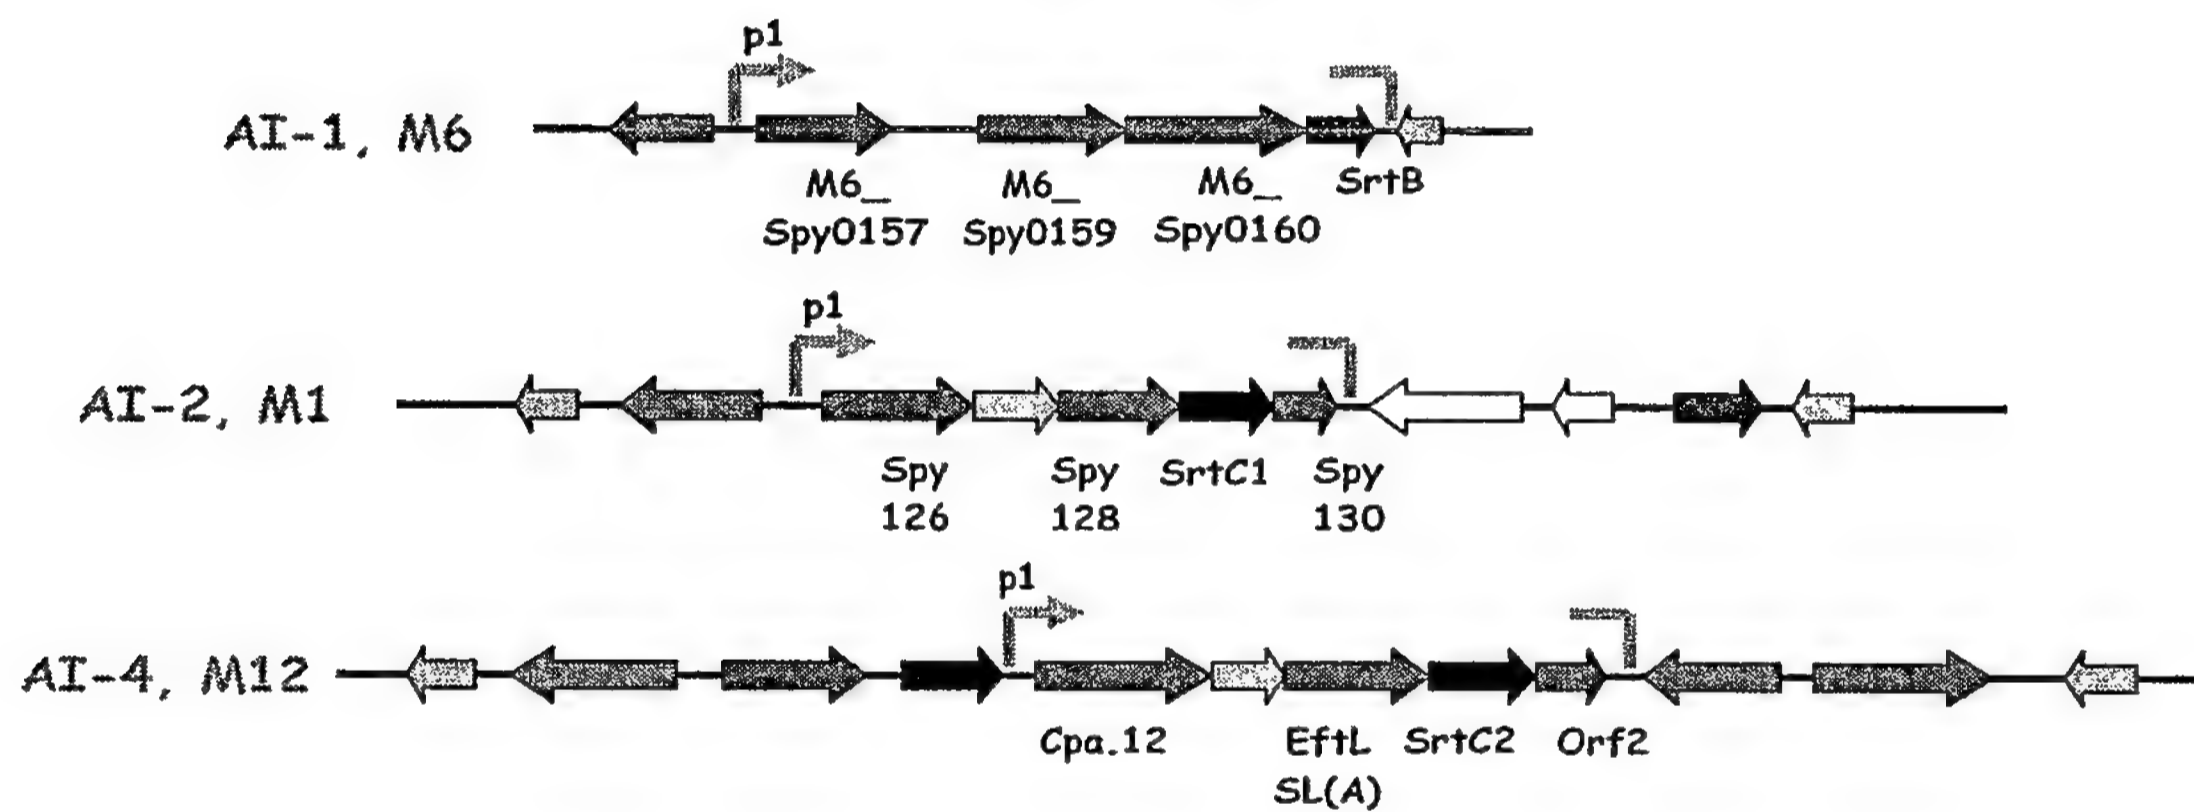 p1
AI-1, M6
M6_ M6_ M6_ SrtB
Spy0157 Spy0159 Spy0160
p1
AI-2, M1
Spy Spy SrtC1 Spy
126 128 130
p1
AI-4, M12
Cpa.12 EftL SrtC2 Orf2
SL(A)